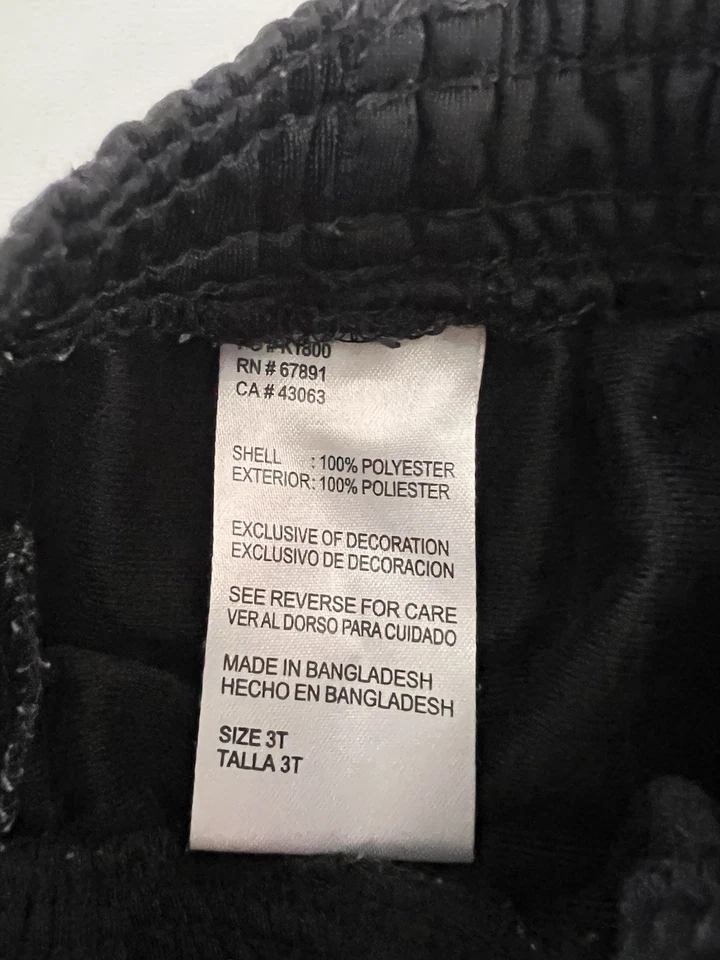 RN # 67891
CA # 43063
SHELL : 100% POLYESTER
EXTERIOR: 100% POLIESTER
EXCLUSIVE OF DECORATION
EXCLUSIVO DE DECORACION
SEE REVERSE FOR CARE
VER AL DORSO PARA CUIDADO
MADE IN BANGLADESH
HECHO EN BANGLADESH
SIZE 3T
TALLA 3T